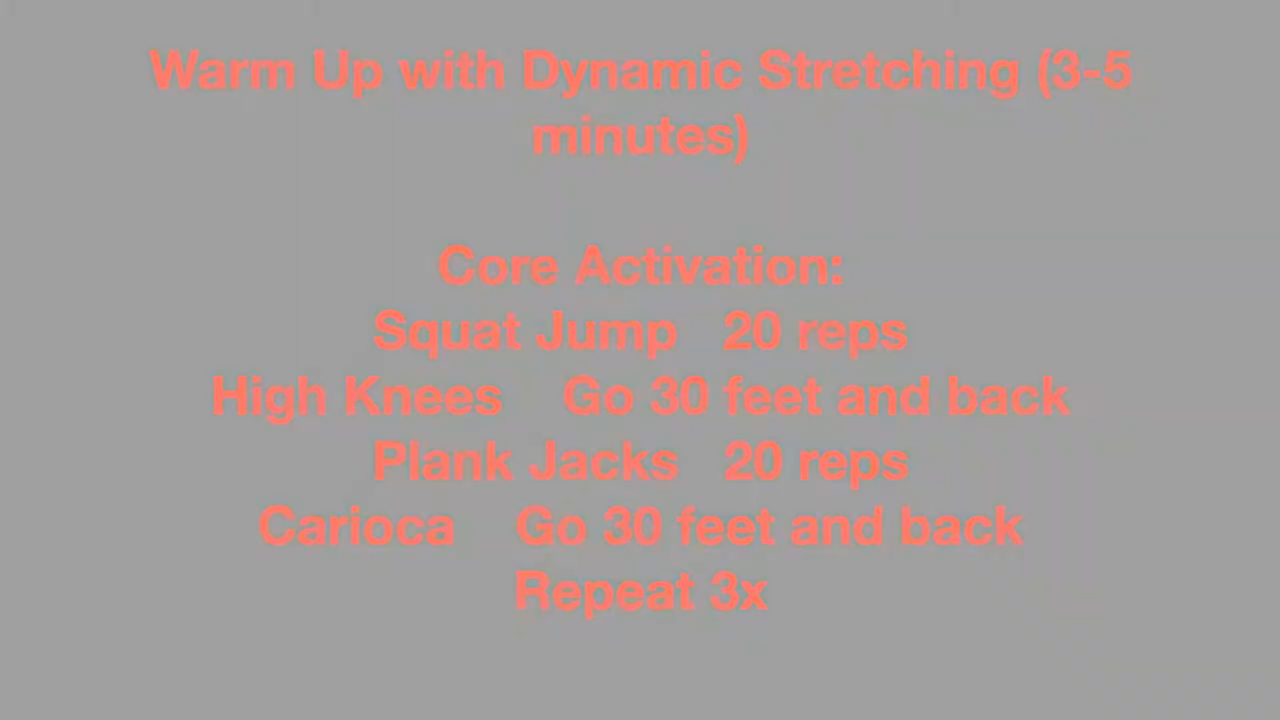 Warm Up with Dynamic Stretching (3-5
minutes)
Core Activation:
Squat Jump   20 reps
High Knees    Go 30 feet and back
Plank Jacks   20 reps
Carioca    Go 30 feet and back
Repeat 3x